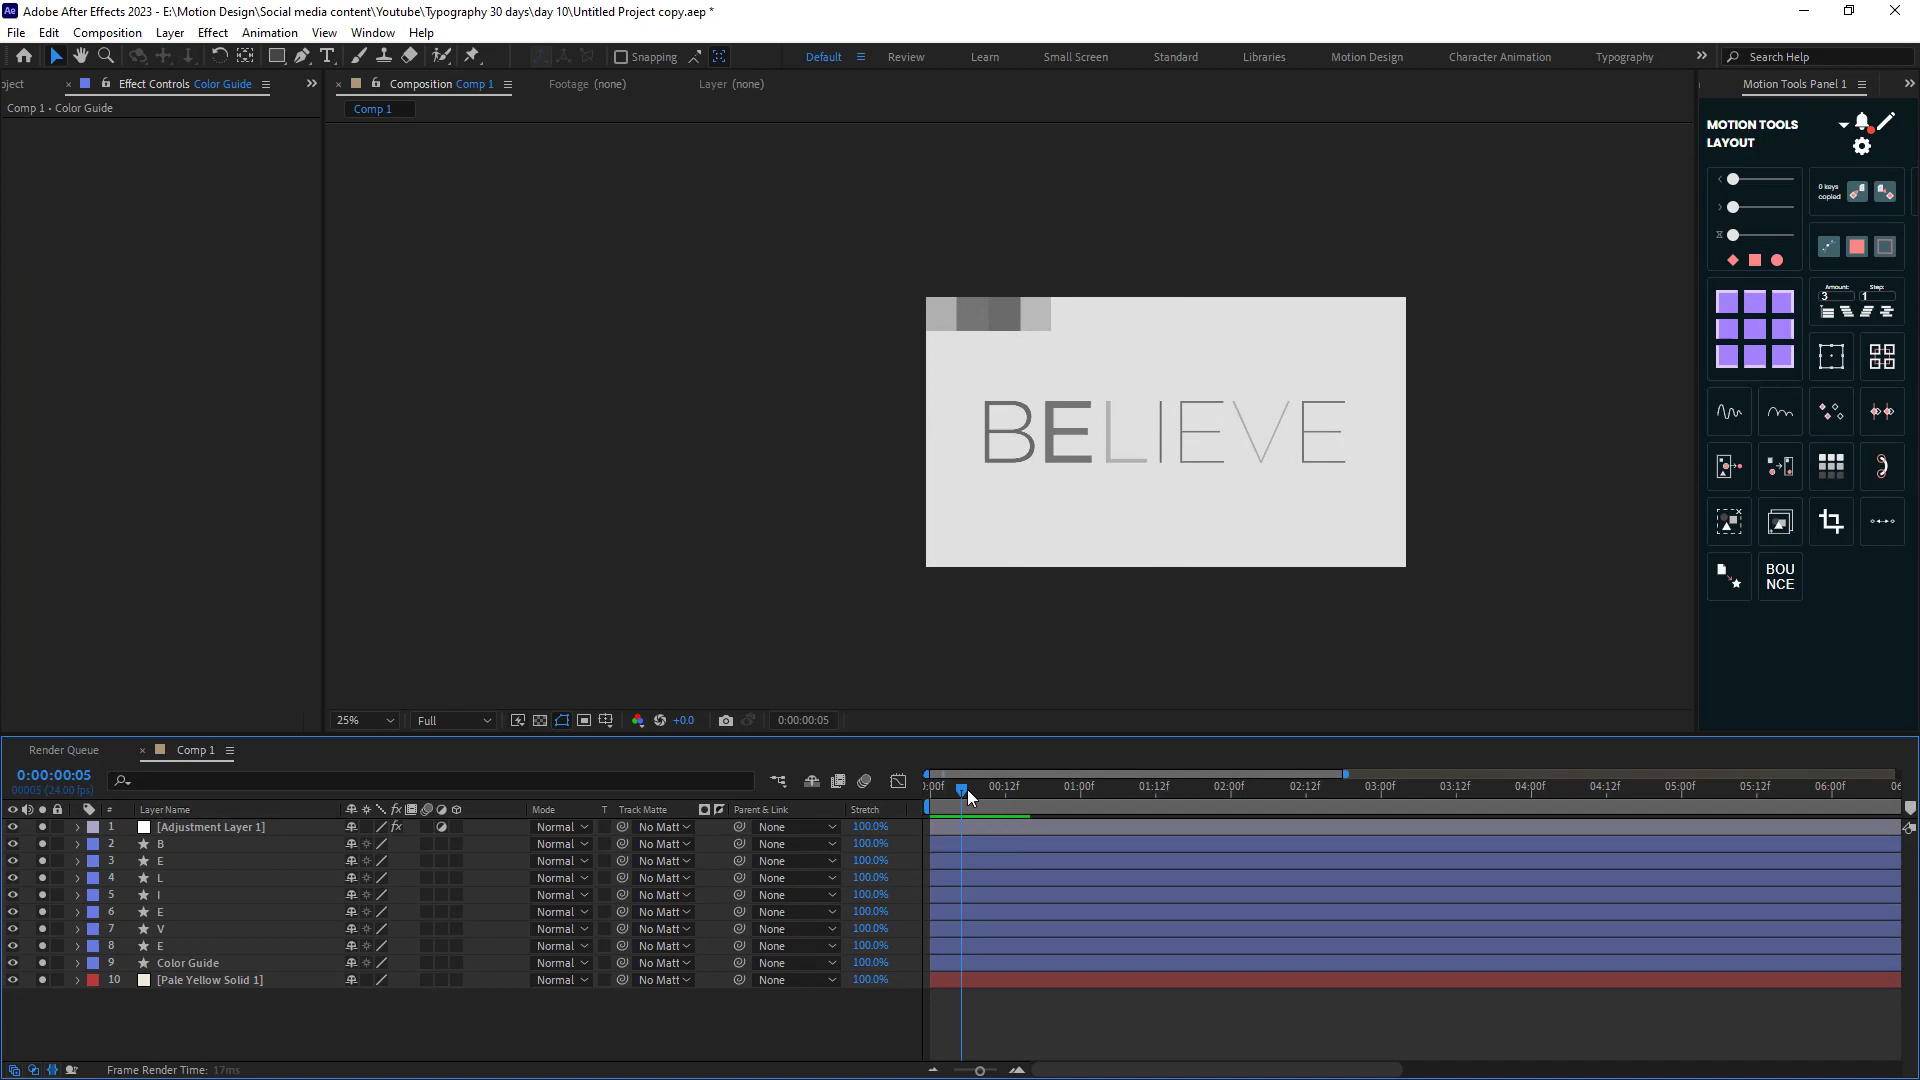 Adobe After Effects 2023 - E:\Motion Design\Social media content\Youtube\Typography 30 days\day 10\Untitled Project copy.aep *
File Edit Composition Layer Effect Animation View Window Help
Snapping Default Review Learn Small Screen Standard Libraries Motion Design Character Animation Typography Search Help
oject Effect Controls Color Guide Composition Comp 1 Footage (none) Layer (none) Motion Tools Panel 1
Comp 1 • Color Guide
Comp 1
MOTION TOOLS
LAYOUT
0 keys
copied
Amount: Step:
3 1
BOU
NCE
BELIEVE
25% Full +0.0 0:00:00:05
Render Queue Comp 1
0:00:00:05
00005 (24.00 fps)
:00f 00:12f 01:00f 01:12f 02:00f 02:12f 03:00f 03:12f 04:00f 04:12f 05:00f 05:12f 06:00f 06
# Layer Name Mode T Track Matte Parent & Link Stretch
1 [Adjustment Layer 1] Normal No Matt None 100.0%
2 B Normal No Matt None 100.0%
3 E Normal No Matt None 100.0%
4 L Normal No Matt None 100.0%
5 I Normal No Matt None 100.0%
6 E Normal No Matt None 100.0%
7 V Normal No Matt None 100.0%
8 E Normal No Matt None 100.0%
9 Color Guide Normal No Matt None 100.0%
10 [Pale Yellow Solid 1] Normal No Matt None 100.0%
Frame Render Time: 17ms